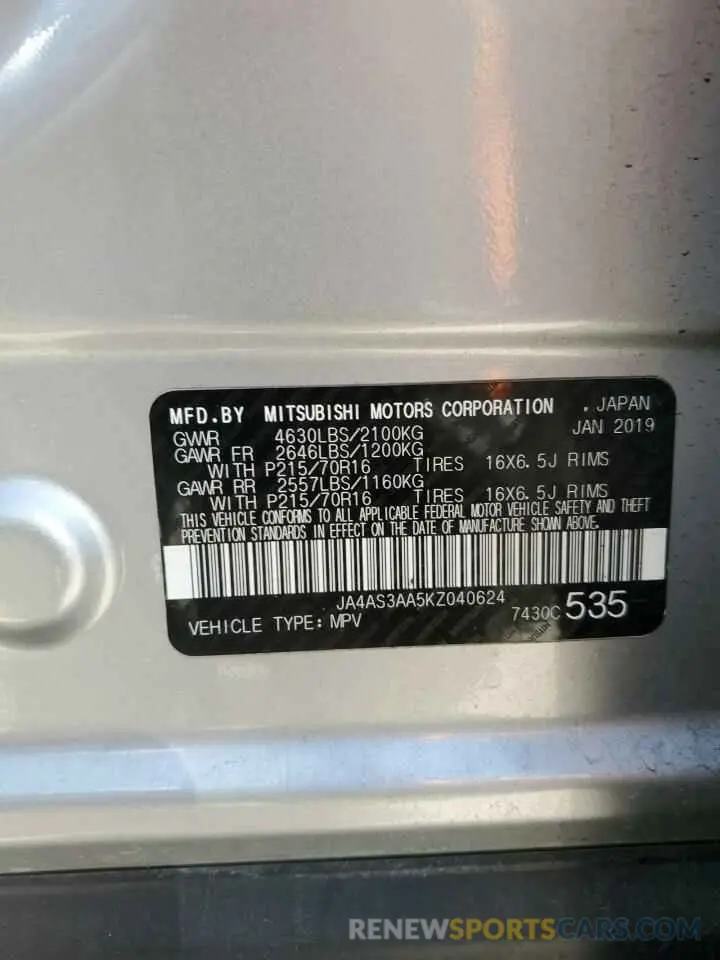 MFD.BY MITSUBISHI MOTORS CORPORATION . JAPAN
GVWR 4630LBS/2100KG JAN 2019
GAWR FR 2646LBS/1200KG
WITH P215/70R16 TIRES 16X6.5J RIMS
GAWR RR 2557LBS/1160KG
WITH P215/70R16 TIRES 16X6.5J RIMS
THIS VEHICLE CONFORMS TO ALL APPLICABLE FEDERAL MOTOR VEHICLE SAFETY AND THEFT
PREVENTION STANDARDS IN EFFECT ON THE DATE OF MANUFACTURE SHOWN ABOVE.
JA4AS3AA5KZ040624
VEHICLE TYPE: MPV 7430C 535
RENEWSPORTSCARS.COM